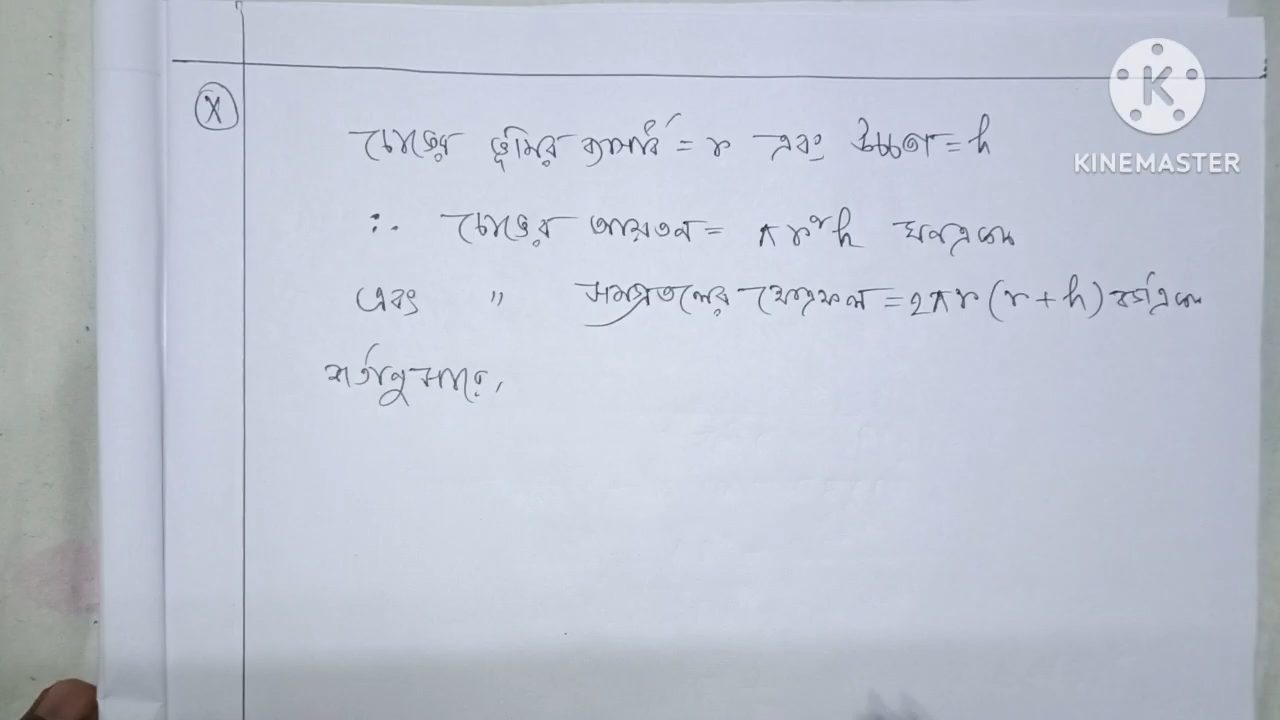 X
চোঙের ভূমির ব্যাসার্ধ = r এবং উচ্চতা = h
∴ চোঙের আয়তন = πr²h ঘনএকক
এবং " সমগ্রতলের ক্ষেত্রফল = 2πr (r + h) বর্গএকক
শর্তানুসারে,
K
KINEMASTER